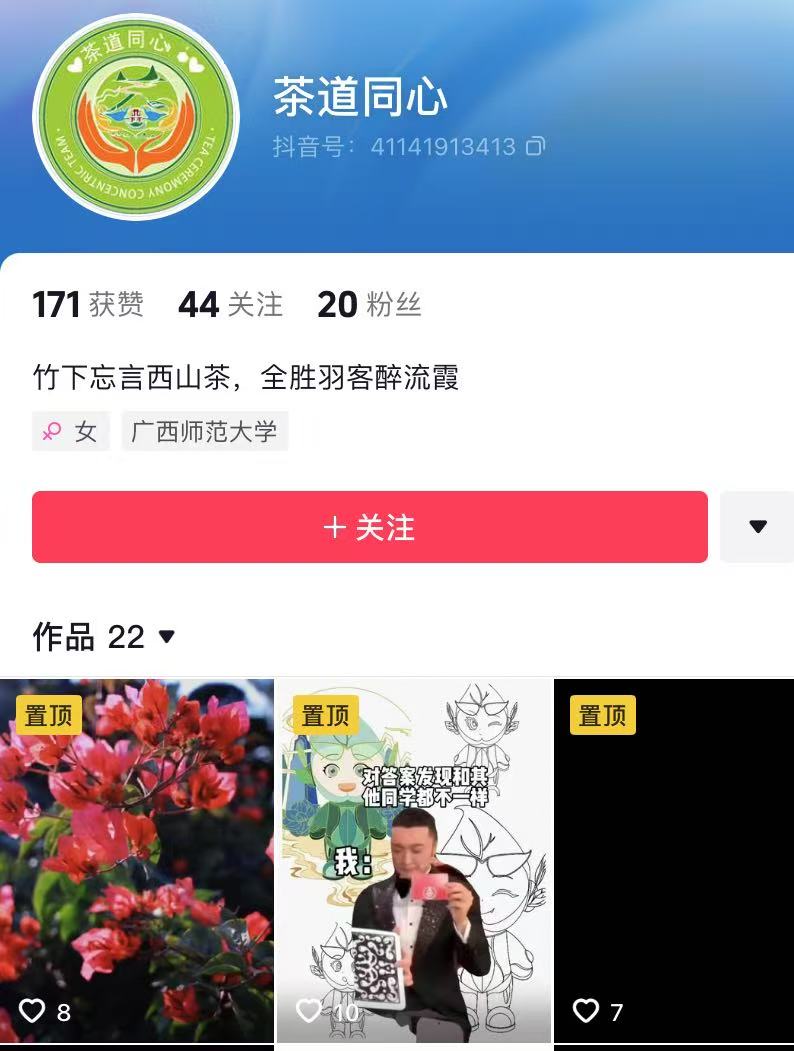 茶道同心
TEA CEREMONY CONCENTRIC TEAM
茶道同心
抖音号：41141913413
171 获赞 44 关注 20 粉丝
竹下忘言西山茶，全胜羽客醉流霞
女 广西师范大学
＋关注
作品 22
置顶 置顶 置顶
对答案发现和其
他同学都不一样
我：
8 10 7